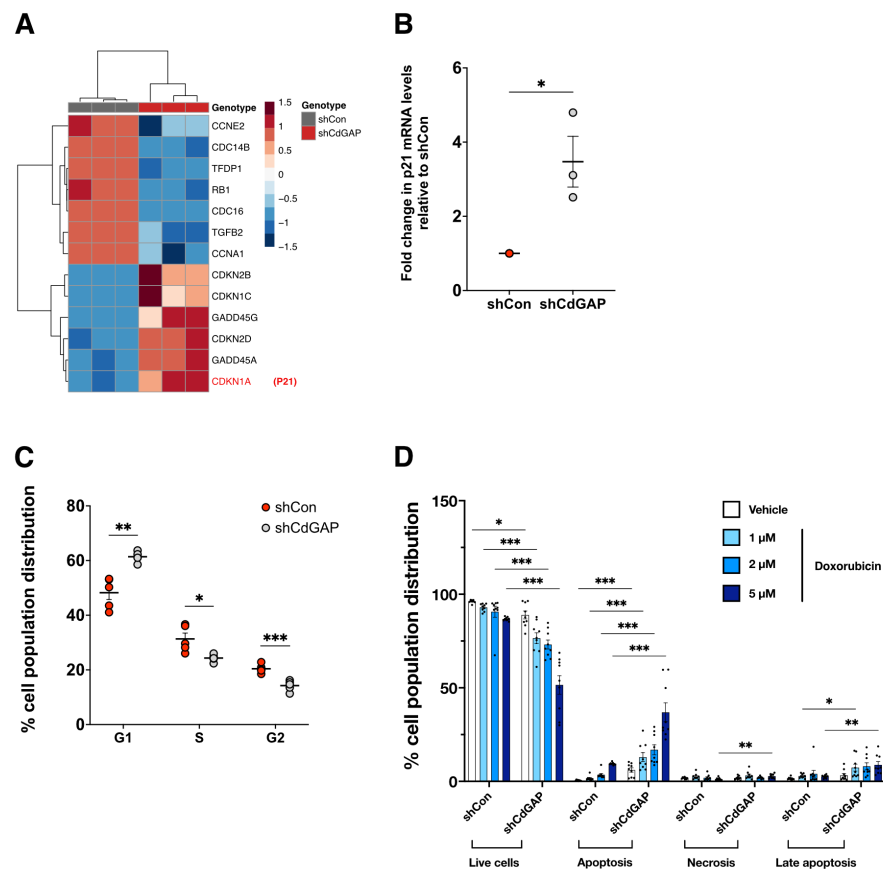 A
Genotype
1.5
1
0.5
0
−0.5
−1
−1.5
Genotype
shCon
shCdGAP
CCNE2
CDC14B
TFDP1
RB1
CDC16
TGFB2
CCNA1
CDKN2B
CDKN1C
GADD45G
CDKN2D
GADD45A
CDKN1A (P21)
B
Fold change in p21 mRNA levels
relative to shCon
6
4
2
0
*
shCon shCdGAP
C
% cell population distribution
80
60
40
20
0
**
*
***
shCon
shCdGAP
G1 S G2
D
% cell population distribution
150
100
50
0
*
***
***
***
***
***
***
***
**
*
**
Vehicle
1 µM
2 µM
5 µM
Doxorubicin
shCon shCdGAP shCon shCdGAP shCon shCdGAP shCon shCdGAP
Live cells Apoptosis Necrosis Late apoptosis